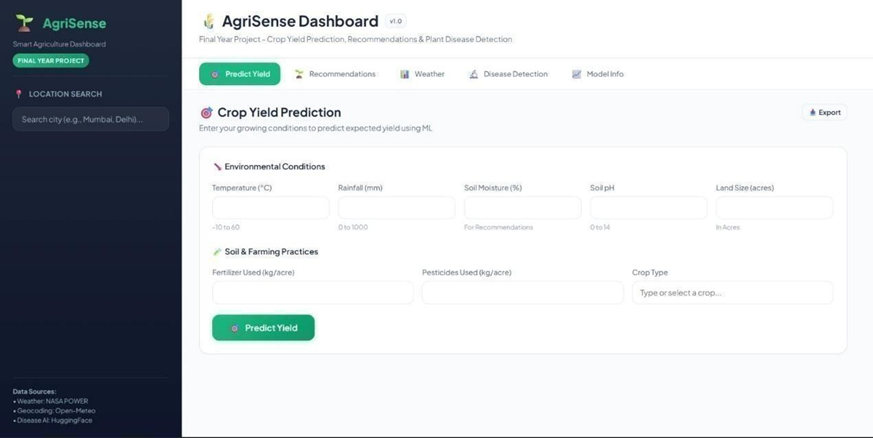 AgriSense
Smart Agriculture Dashboard
FINAL YEAR PROJECT
LOCATION SEARCH
Search city (e.g., Mumbai, Delhi)...
Data Sources:
• Weather: NASA POWER
• Geocoding: Open-Meteo
• Disease AI: HuggingFace
AgriSense Dashboard v1.0
Final Year Project - Crop Yield Prediction, Recommendations & Plant Disease Detection
Predict Yield Recommendations Weather Disease Detection Model Info
Crop Yield Prediction Export
Enter your growing conditions to predict expected yield using ML
Environmental Conditions
Temperature (°C) Rainfall (mm) Soil Moisture (%) Soil pH Land Size (acres)
-10 to 60 0 to 1000 For Recommendations 0 to 14 In Acres
Soil & Farming Practices
Fertilizer Used (kg/acre) Pesticides Used (kg/acre) Crop Type
Type or select a crop...
Predict Yield